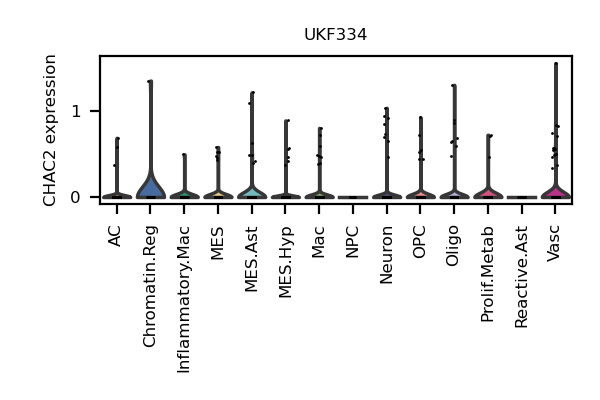 UKF334
CHAC2 expression
1
0
AC
Chromatin.Reg
Inflammatory.Mac
MES
MES.Ast
MES.Hyp
Mac
NPC
Neuron
OPC
Oligo
Prolif.Metab
Reactive.Ast
Vasc